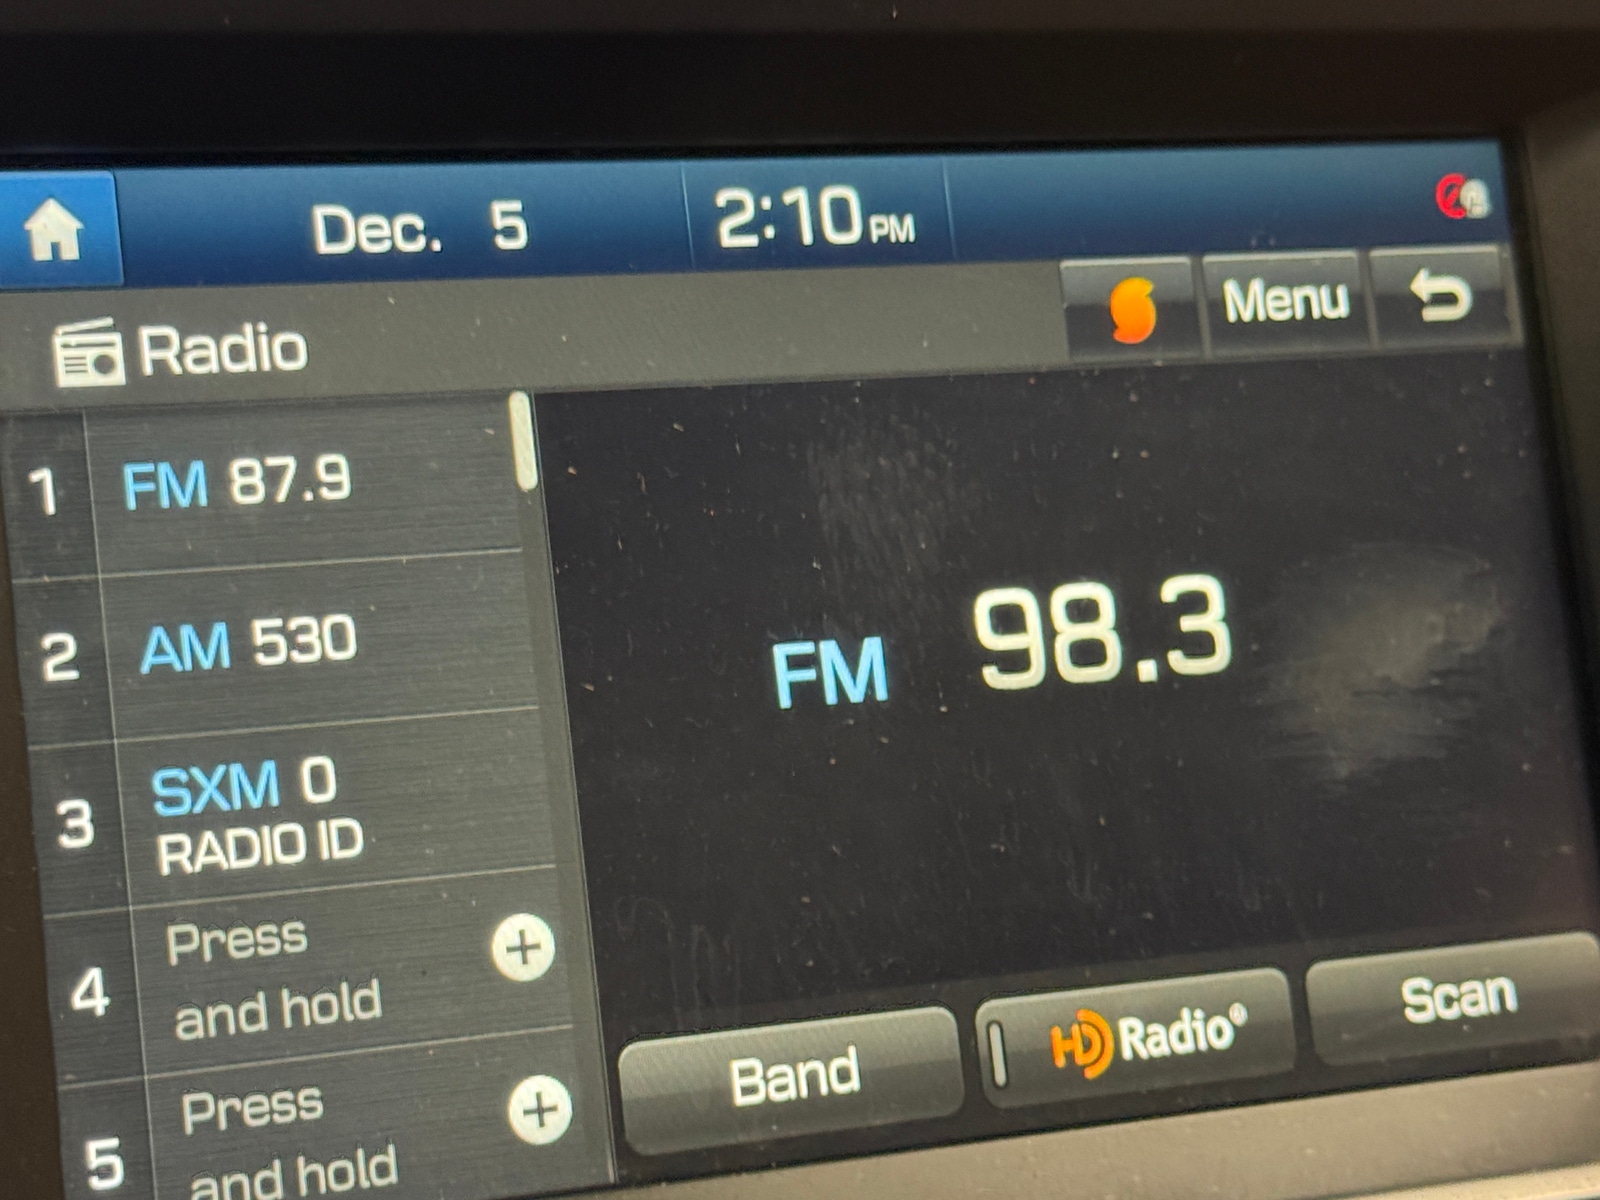 Dec. 5 2:10 PM
Radio
Menu
1 FM 87.9
2 AM 530
3 SXM 0
RADIO ID
4 Press
and hold
5 Press
and hold
FM 98.3
Band
HD Radio®
Scan